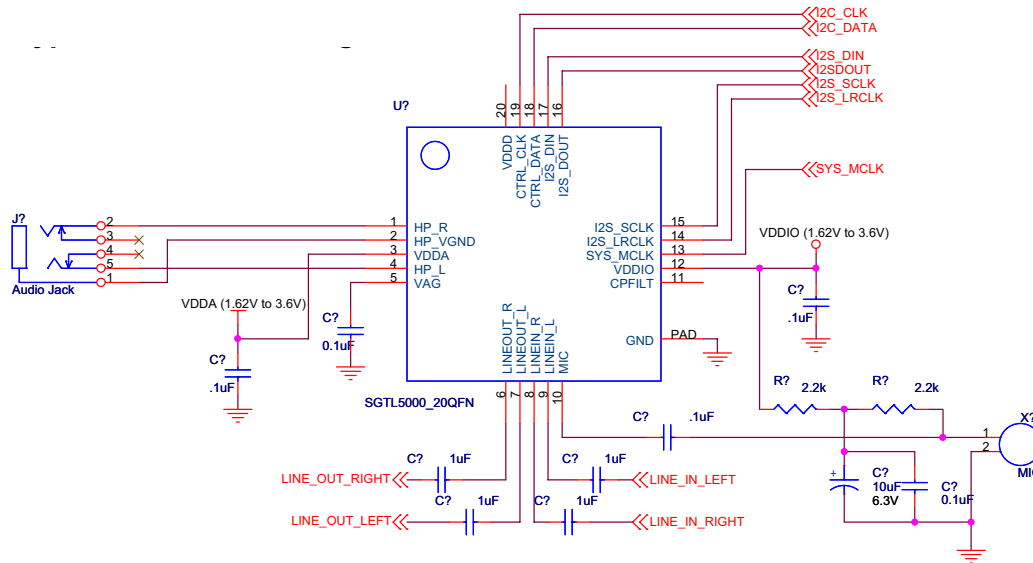 I2C_CLK
I2C_DATA
I2S_DIN
I2SDOUT
I2S_SCLK
I2S_LRCLK
SYS_MCLK
U?
20
19
18
17
16
VDDD
CTRL_CLK
CTRL_DATA
I2S_DIN
I2S_DOUT
J?
2
3
4
5
1
Audio Jack
1 HP_R
2 HP_VGND
3 VDDA
4 HP_L
5 VAG
I2S_SCLK 15
I2S_LRCLK 14
SYS_MCLK 13
VDDIO 12
CPFILT 11
GND PAD
VDDIO (1.62V to 3.6V)
C?
.1uF
VDDA (1.62V to 3.6V)
C?
.1uF
C?
0.1uF
LINEOUT_R
LINEOUT_L
LINEIN_R
LINEIN_L
MIC
6
7
8
9
10
SGTL5000_20QFN
R? 2.2k
R? 2.2k
C? .1uF
X?
1
2
MIC
LINE_OUT_RIGHT
C? 1uF
C? 1uF
LINE_IN_LEFT
LINE_OUT_LEFT
C? 1uF
C? 1uF
LINE_IN_RIGHT
+
C?
10uF
6.3V
C?
0.1uF